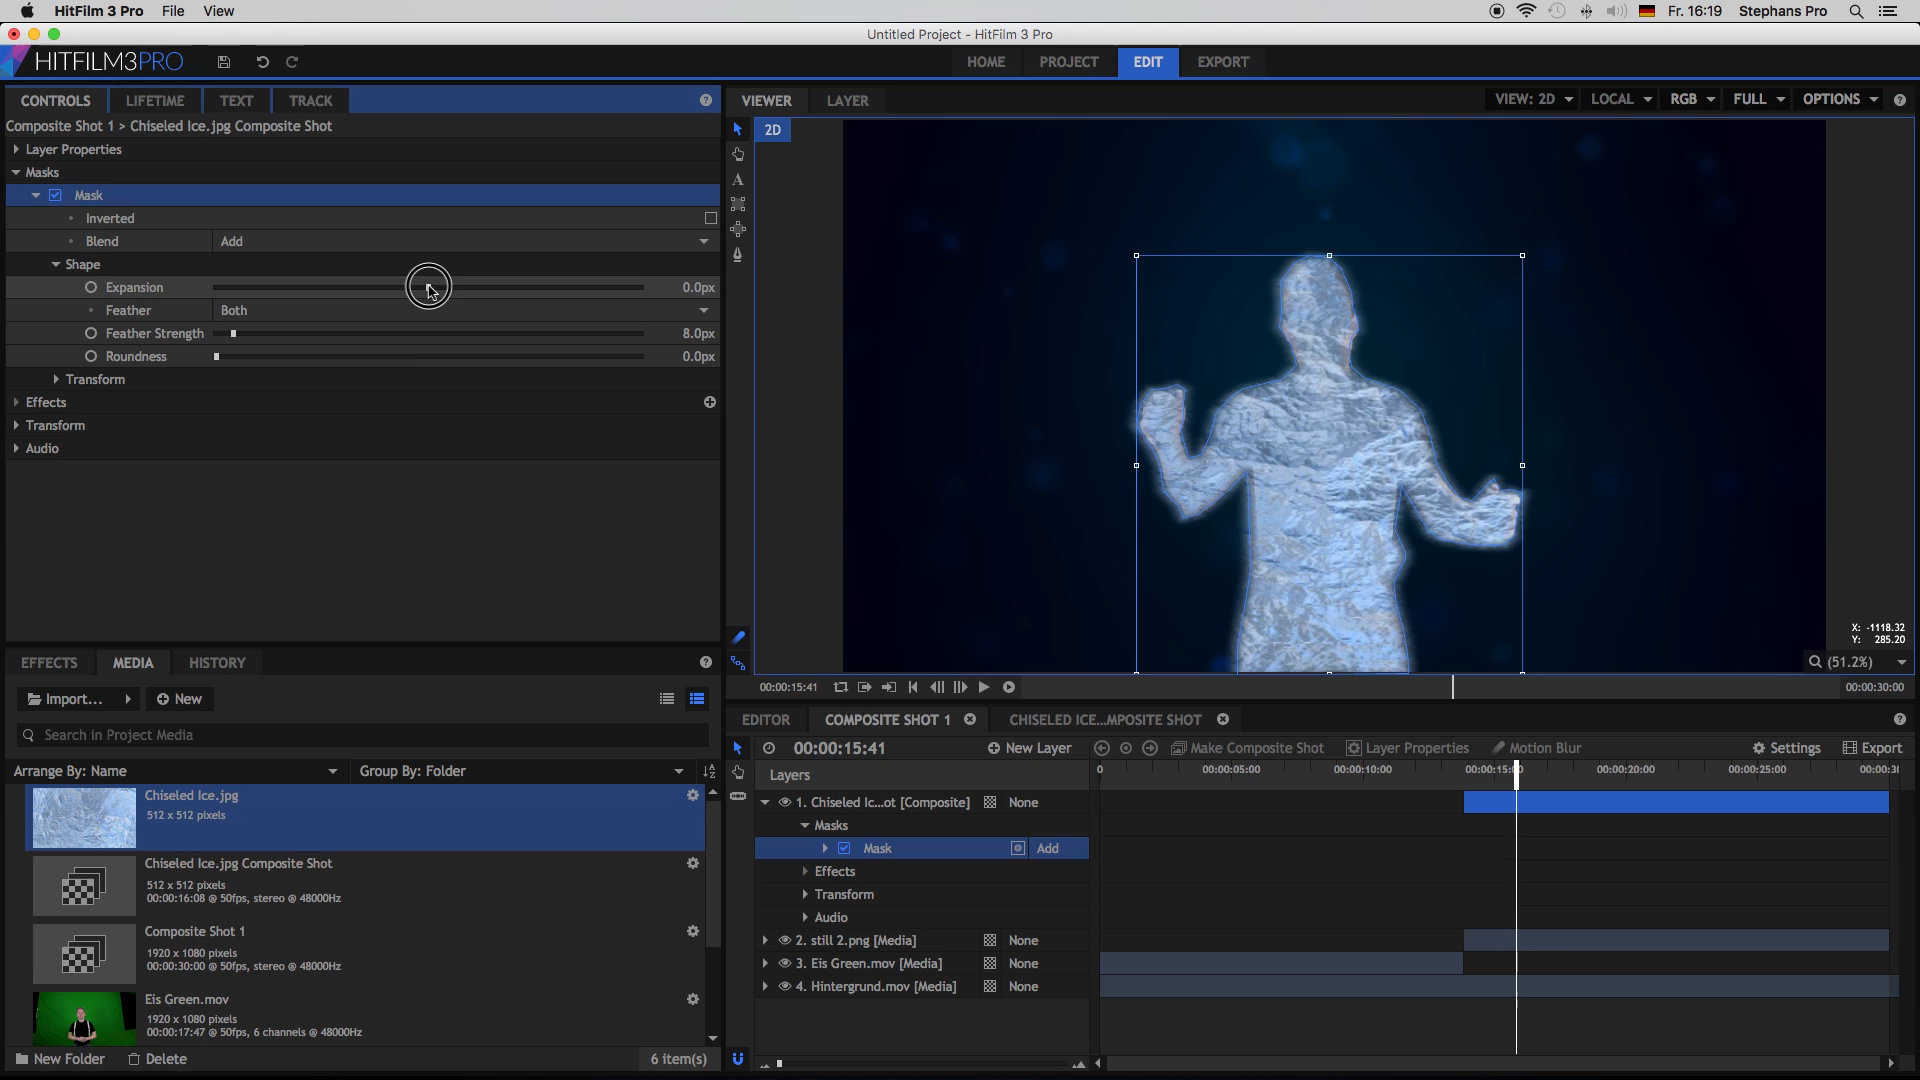 HitFilm 3 Pro File View
Fr. 16:19 Stephans Pro
Untitled Project - HitFilm 3 Pro
HITFILM3PRO
HOME PROJECT EDIT EXPORT
CONTROLS LIFETIME TEXT TRACK
Composite Shot 1 > Chiseled Ice.jpg Composite Shot
Layer Properties
Masks
Mask
Inverted
Blend Add
Shape
Expansion 0.0px
Feather Both
Feather Strength 8.0px
Roundness 0.0px
Transform
Effects
Transform
Audio
VIEWER LAYER
VIEW: 2D LOCAL RGB FULL OPTIONS
2D
X: -1118.32
Y: 285.20
(51.2%)
00:00:15:41
00:00:30:00
EFFECTS MEDIA HISTORY
Import... New
Search in Project Media
Arrange By: Name Group By: Folder
Chiseled Ice.jpg
512 x 512 pixels
Chiseled Ice.jpg Composite Shot
512 x 512 pixels
00:00:16:08 @ 50fps, stereo @ 48000Hz
Composite Shot 1
1920 x 1080 pixels
00:00:30:00 @ 50fps, stereo @ 48000Hz
Eis Green.mov
1920 x 1080 pixels
00:00:17:47 @ 50fps, 6 channels @ 48000Hz
New Folder Delete 6 item(s)
EDITOR COMPOSITE SHOT 1 CHISELED ICE...MPOSITE SHOT
00:00:15:41 New Layer Make Composite Shot Layer Properties Motion Blur Settings Export
Layers
0 00:00:05:00 00:00:10:00 00:00:15:0 00:00:20:00 00:00:25:00 00:00:30
1. Chiseled Ic...ot [Composite] None
Masks
Mask Add
Effects
Transform
Audio
2. still 2.png [Media] None
3. Eis Green.mov [Media] None
4. Hintergrund.mov [Media] None